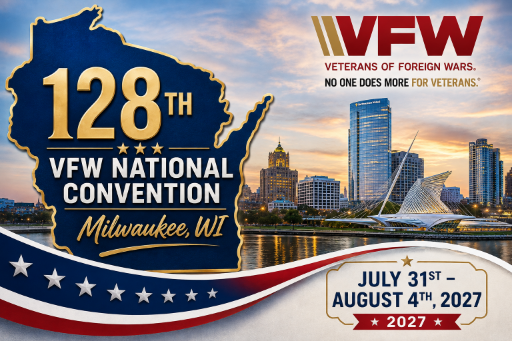 128TH
VFW NATIONAL
CONVENTION
Milwaukee, WI
VFW
VETERANS OF FOREIGN WARS.
NO ONE DOES MORE FOR VETERANS.®
JULY 31ST –
AUGUST 4TH, 2027
2027